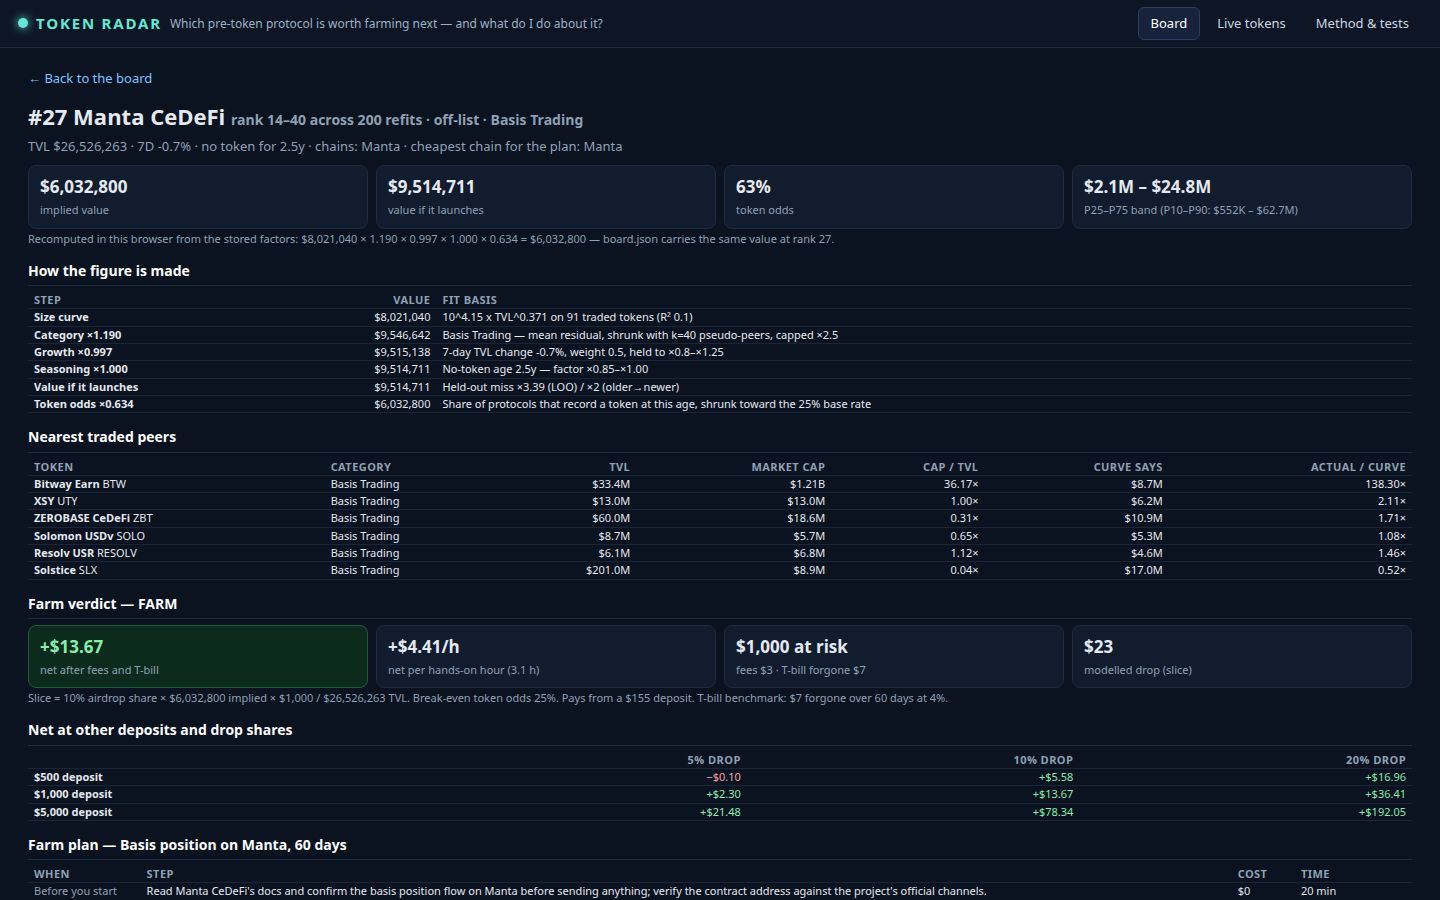 TOKEN RADAR Which pre-token protocol is worth farming next — and what do I do about it? Board Live tokens Method & tests
← Back to the board
#27 Manta CeDeFi rank 14–40 across 200 refits · off-list · Basis Trading
TVL $26,526,263 · 7D -0.7% · no token for 2.5y · chains: Manta · cheapest chain for the plan: Manta
$6,032,800 $9,514,711 63% $2.1M – $24.8M
implied value value if it launches token odds P25–P75 band (P10–P90: $552K – $62.7M)
Recomputed in this browser from the stored factors: $8,021,040 × 1.190 × 0.997 × 1.000 × 0.634 = $6,032,800 — board.json carries the same value at rank 27.
How the figure is made
STEP VALUE FIT BASIS
Size curve $8,021,040 10^4.15 x TVL^0.371 on 91 traded tokens (R² 0.1)
Category ×1.190 $9,546,642 Basis Trading — mean residual, shrunk with k=40 pseudo-peers, capped ×2.5
Growth ×0.997 $9,515,138 7-day TVL change -0.7%, weight 0.5, held to ×0.8–×1.25
Seasoning ×1.000 $9,514,711 No-token age 2.5y — factor ×0.85–×1.00
Value if it launches $9,514,711 Held-out miss ×3.39 (LOO) / ×2 (older→newer)
Token odds ×0.634 $6,032,800 Share of protocols that record a token at this age, shrunk toward the 25% base rate
Nearest traded peers
TOKEN CATEGORY TVL MARKET CAP CAP / TVL CURVE SAYS ACTUAL / CURVE
Bitway Earn BTW Basis Trading $33.4M $1.21B 36.17× $8.7M 138.30×
XSY UTY Basis Trading $13.0M $13.0M 1.00× $6.2M 2.11×
ZEROBASE CeDeFi ZBT Basis Trading $60.0M $18.6M 0.31× $10.9M 1.71×
Solomon USDv SOLO Basis Trading $8.7M $5.7M 0.65× $5.3M 1.08×
Resolv USR RESOLV Basis Trading $6.1M $6.8M 1.12× $4.6M 1.46×
Solstice SLX Basis Trading $201.0M $8.9M 0.04× $17.0M 0.52×
Farm verdict — FARM
+$13.67 +$4.41/h $1,000 at risk $23
net after fees and T-bill net per hands-on hour (3.1 h) fees $3 · T-bill forgone $7 modelled drop (slice)
Slice = 10% airdrop share × $6,032,800 implied × $1,000 / $26,526,263 TVL. Break-even token odds 25%. Pays from a $155 deposit. T-bill benchmark: $7 forgone over 60 days at 4%.
Net at other deposits and drop shares
5% DROP 10% DROP 20% DROP
$500 deposit −$0.10 +$5.58 +$16.96
$1,000 deposit +$2.30 +$13.67 +$36.41
$5,000 deposit +$21.48 +$78.34 +$192.05
Farm plan — Basis position on Manta, 60 days
WHEN STEP COST TIME
Before you start Read Manta CeDeFi's docs and confirm the basis position flow on Manta before sending anything; verify the contract address against the project's official channels. $0 20 min